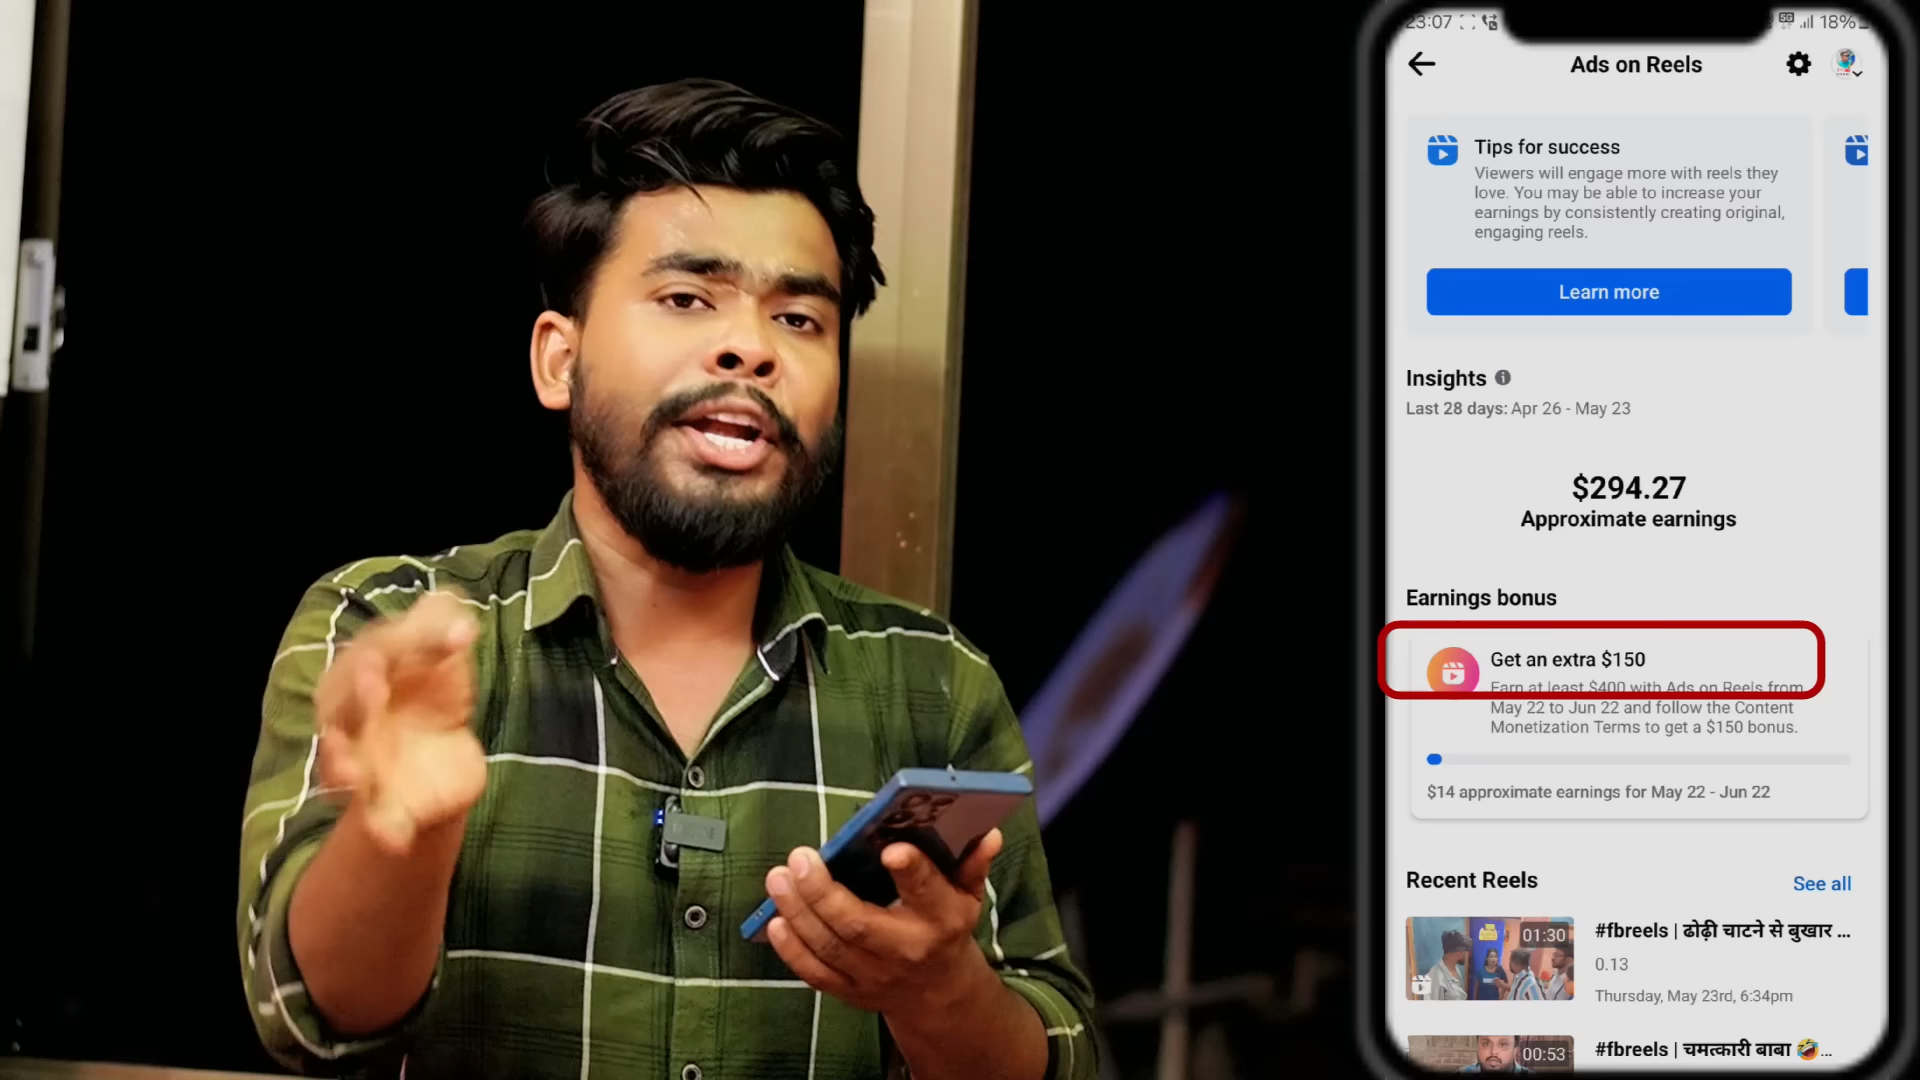 23:07
5G
18%
Ads on Reels
Tips for success
Viewers will engage more with reels they
love. You may be able to increase your
earnings by consistently creating original,
engaging reels.
Learn more
Insights
Last 28 days: Apr 26 - May 23
$294.27
Approximate earnings
Earnings bonus
Get an extra $150
Earn at least $400 with Ads on Reels from
May 22 to Jun 22 and follow the Content
Monetization Terms to get a $150 bonus.
$14 approximate earnings for May 22 - Jun 22
Recent Reels
See all
01:30
#fbreels | ढोढ़ी चाटने से बुखार ...
0.13
Thursday, May 23rd, 6:34pm
00:53
#fbreels | चमत्कारी बाबा 🤣...